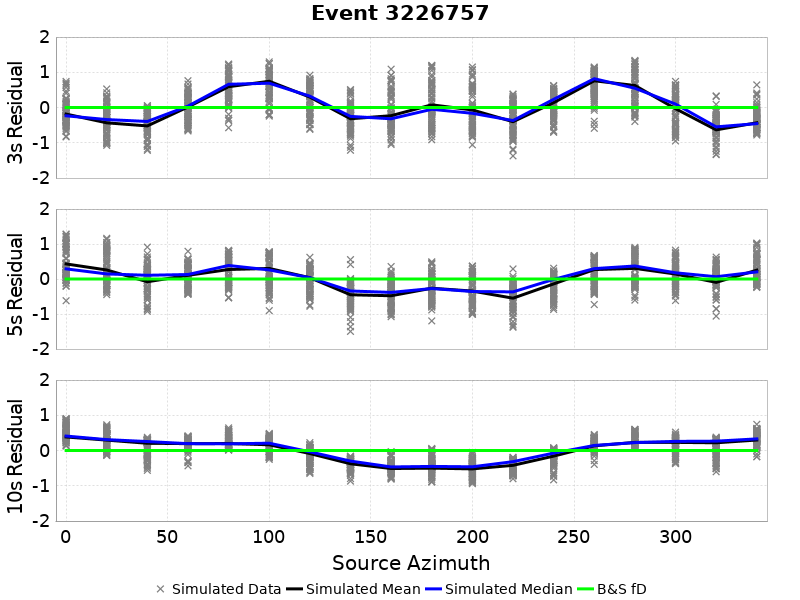 Event 3226757
3s Residual
2
1
0
-1
-2
5s Residual
2
1
0
-1
-2
10s Residual
2
1
0
-1
-2
0 50 100 150 200 250 300
Source Azimuth
Simulated Data Simulated Mean Simulated Median B&S fD